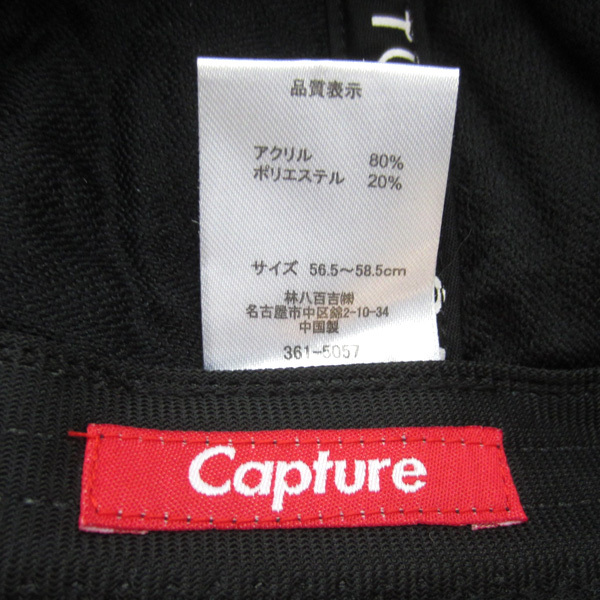 TO
品質表示
アクリル 80%
ポリエステル 20%
サイズ 56.5～58.5cm
林八百吉㈱
名古屋市中区錦2-10-34
中国製
361-5057
Capture